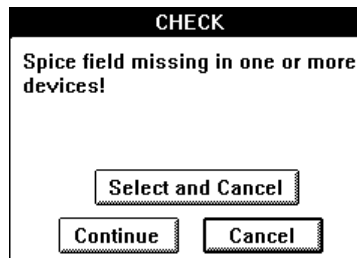 CHECK
Spice field missing in one or more
devices!
Select and Cancel
Continue
Cancel